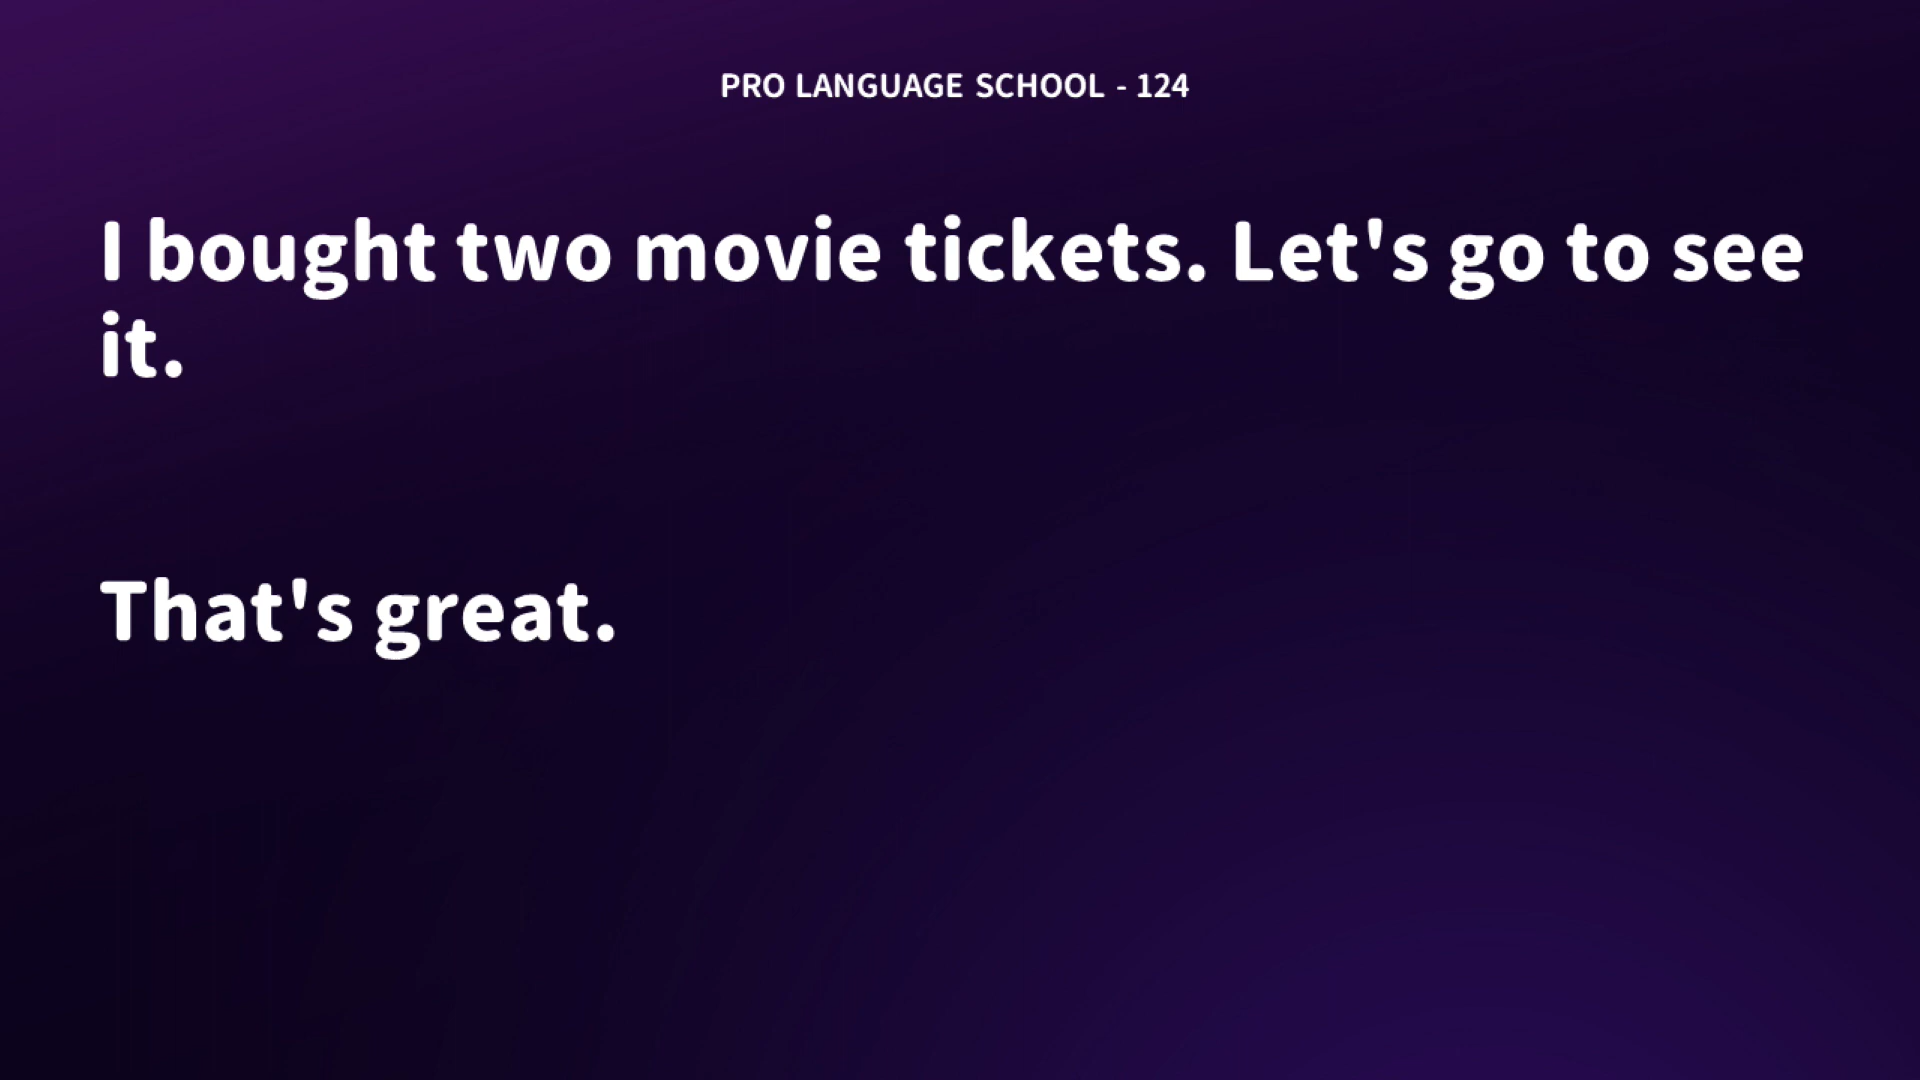 PRO LANGUAGE SCHOOL - 124
I bought two movie tickets. Let's go to see
it.
That's great.